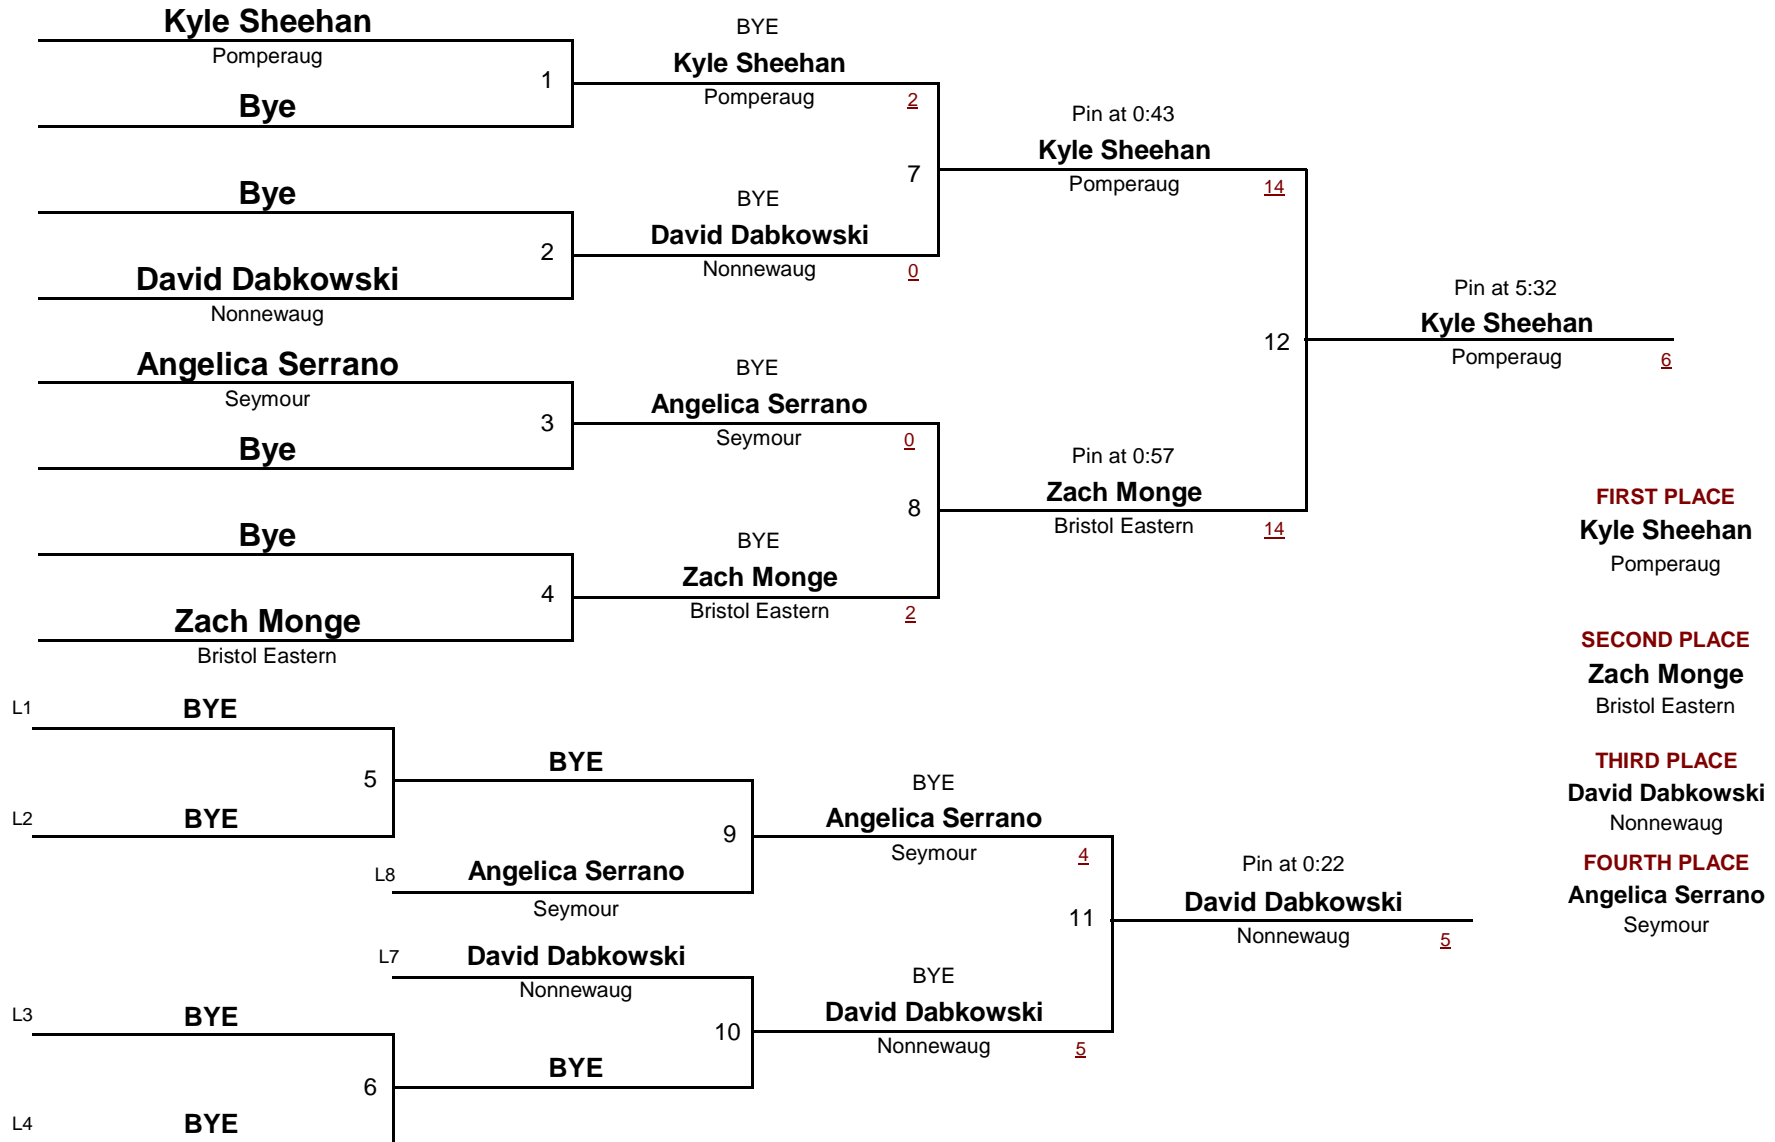 Kyle Sheehan
Pomperaug
1
Bye
BYE
Kyle Sheehan
Pomperaug
2
Bye
2
David Dabkowski
Nonnewaug
BYE
David Dabkowski
Nonnewaug
0
7
Pin at 0:43
Kyle Sheehan
Pomperaug
14
Angelica Serrano
Seymour
3
Bye
BYE
Angelica Serrano
Seymour
0
Bye
4
Zach Monge
Bristol Eastern
BYE
Zach Monge
Bristol Eastern
2
8
Pin at 0:57
Zach Monge
Bristol Eastern
14
12
Pin at 5:32
Kyle Sheehan
Pomperaug
6
FIRST PLACE
Kyle Sheehan
Pomperaug
SECOND PLACE
Zach Monge
Bristol Eastern
THIRD PLACE
David Dabkowski
Nonnewaug
FOURTH PLACE
Angelica Serrano
Seymour
L1
BYE
5
L2
BYE
BYE
9
L8
Angelica Serrano
Seymour
BYE
Angelica Serrano
Seymour
4
L7
David Dabkowski
Nonnewaug
10
BYE
L3
BYE
6
L4
BYE
BYE
David Dabkowski
Nonnewaug
5
11
Pin at 0:22
David Dabkowski
Nonnewaug
5